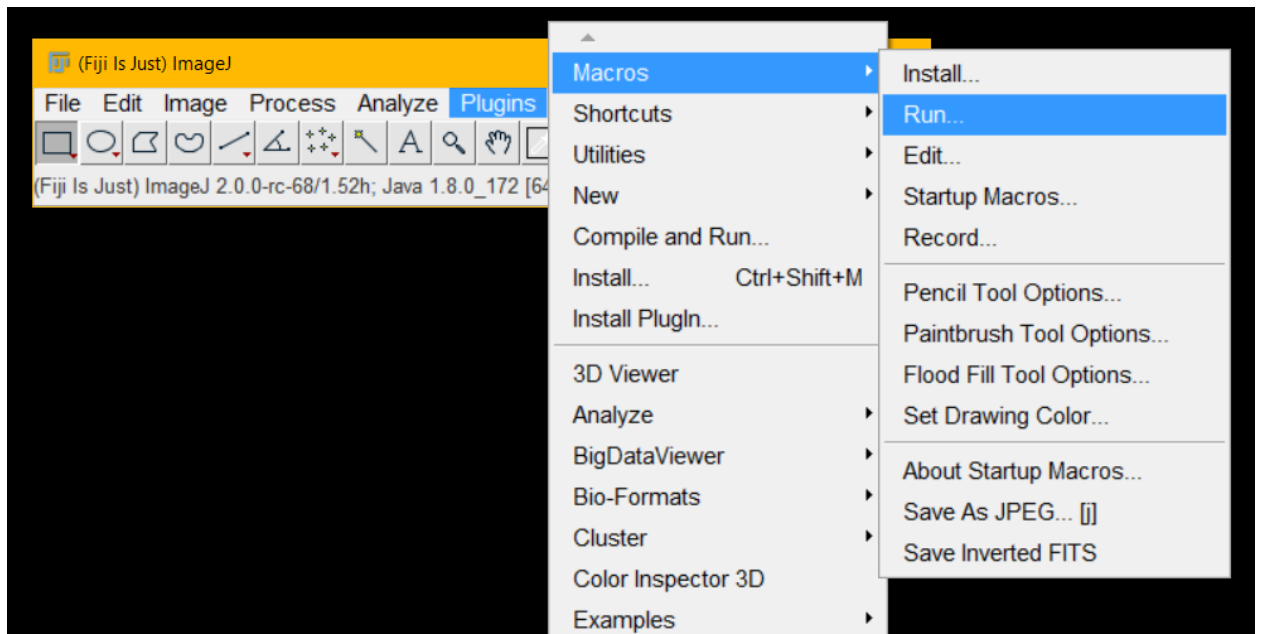 (Fiji Is Just) ImageJ
File Edit Image Process Analyze Plugins
A
(Fiji Is Just) ImageJ 2.0.0-rc-68/1.52h; Java 1.8.0_172 [64
Macros
Shortcuts
Utilities
New
Compile and Run...
Install... Ctrl+Shift+M
Install PlugIn...
3D Viewer
Analyze
BigDataViewer
Bio-Formats
Cluster
Color Inspector 3D
Examples
Install...
Run...
Edit...
Startup Macros...
Record...
Pencil Tool Options...
Paintbrush Tool Options...
Flood Fill Tool Options...
Set Drawing Color...
About Startup Macros...
Save As JPEG... [j]
Save Inverted FITS